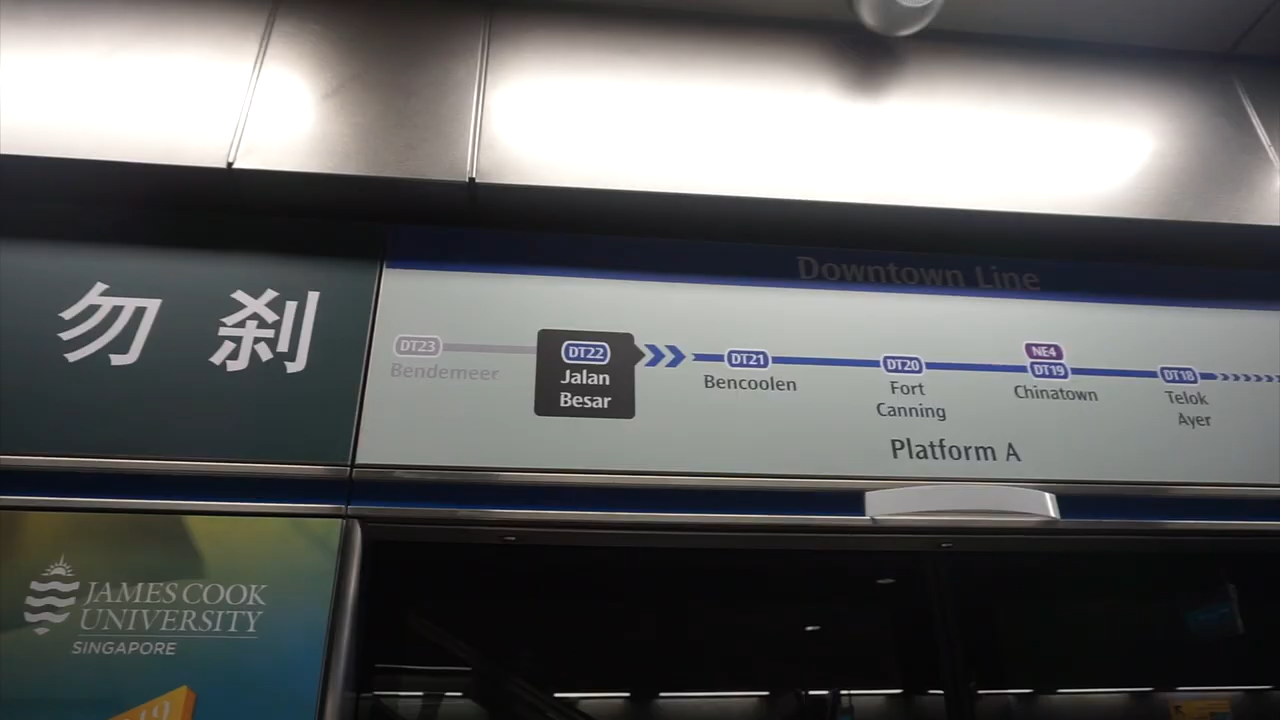 Downtown Line
勿 刹
DT23
Bendemeer
DT22
Jalan
Besar
DT21
Bencoolen
DT20
Fort
Canning
NE4
DT19
Chinatown
DT18
Telok
Ayer
Platform A
JAMES COOK
UNIVERSITY
SINGAPORE